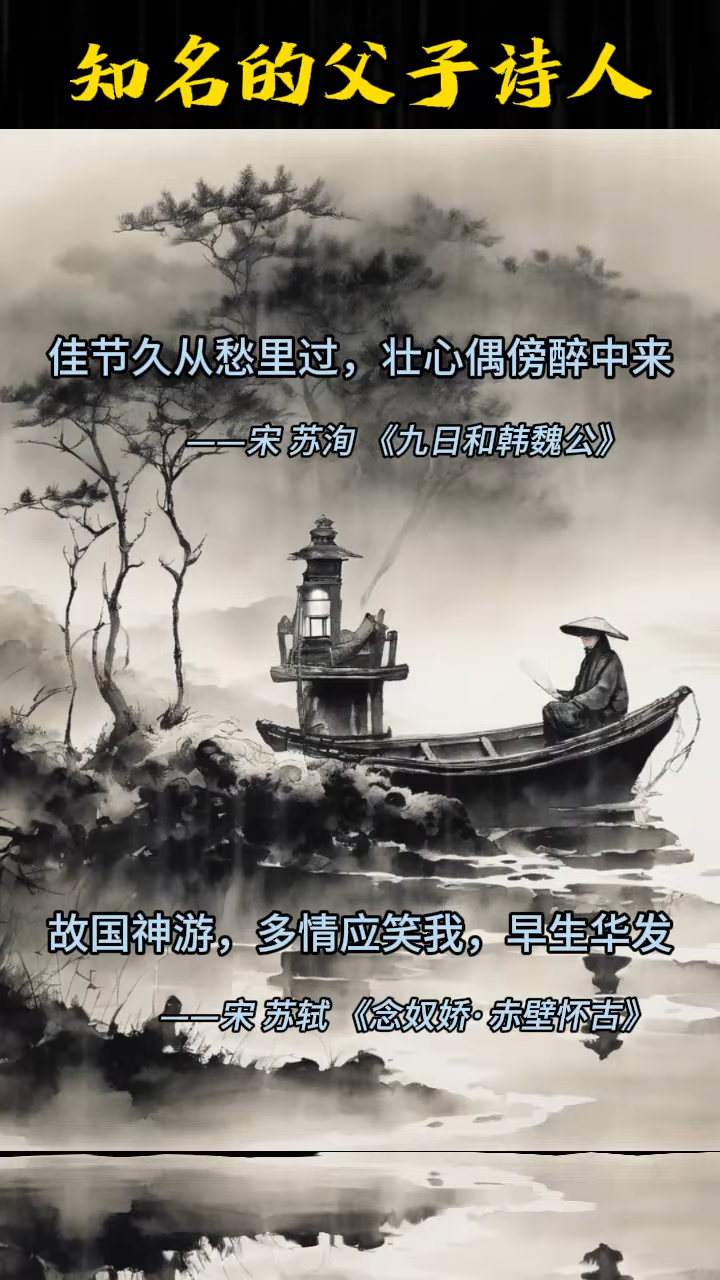 知名的父子诗人
佳节久从愁里过，壮心偶傍醉中来
——宋 苏洵 《九日和韩魏公》
故国神游，多情应笑我，早生华发
——宋 苏轼 《念奴娇·赤壁怀古》